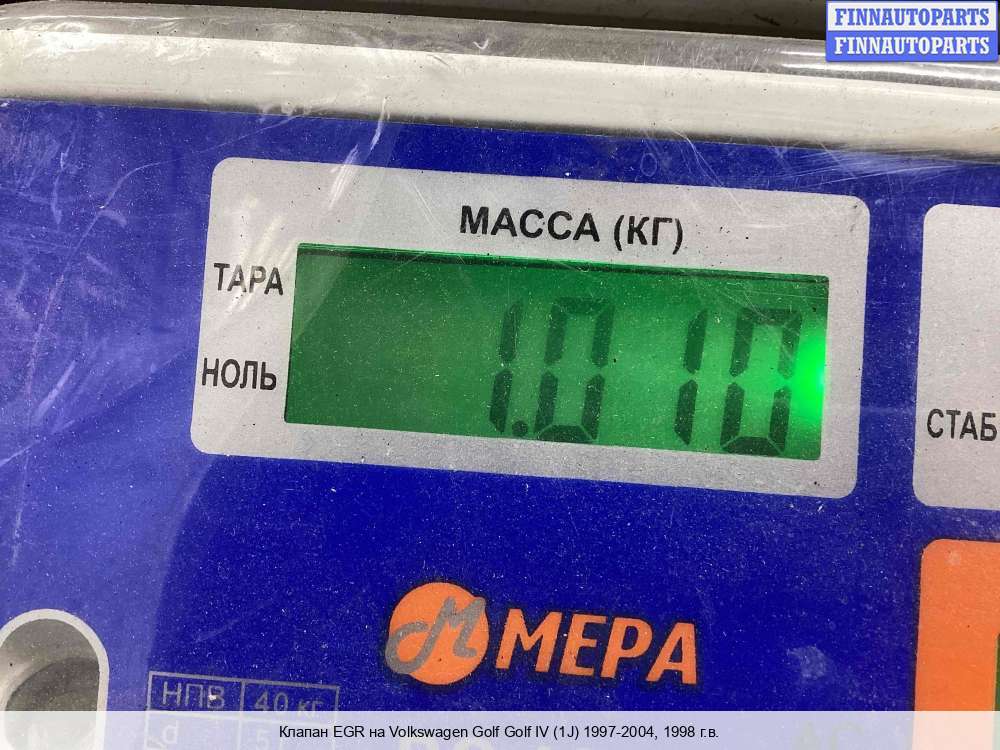 FINNAUTOPARTS
FINNAUTOPARTS
МАССА (КГ)
ТАРА
1.010
НОЛЬ
СТАБ
МЕРА
НПВ 40 кг
d
Клапан EGR на Volkswagen Golf Golf IV (1J) 1997-2004, 1998 г.в.